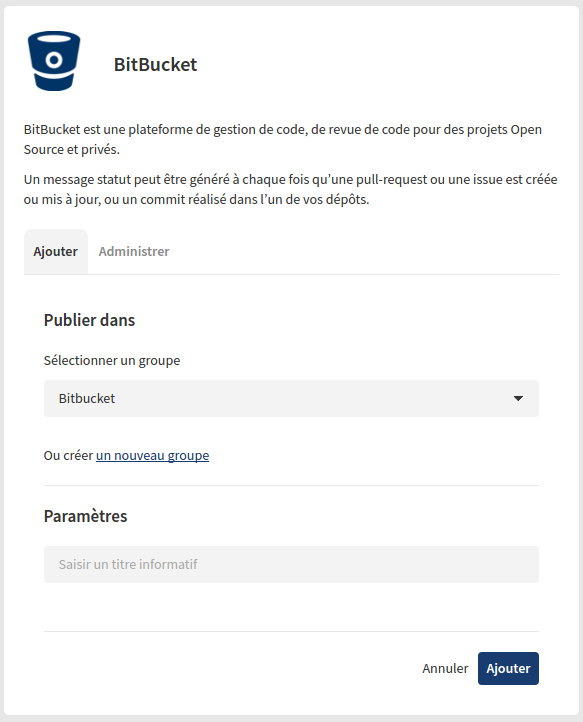 BitBucket
BitBucket est une plateforme de gestion de code, de revue de code pour des projets Open
Source et privés.
Un message statut peut être généré à chaque fois qu’une pull-request ou une issue est créée
ou mis à jour, ou un commit réalisé dans l’un de vos dépôts.
Ajouter Administrer
Publier dans
Sélectionner un groupe
Bitbucket
Ou créer un nouveau groupe
Paramètres
Saisir un titre informatif
Annuler Ajouter